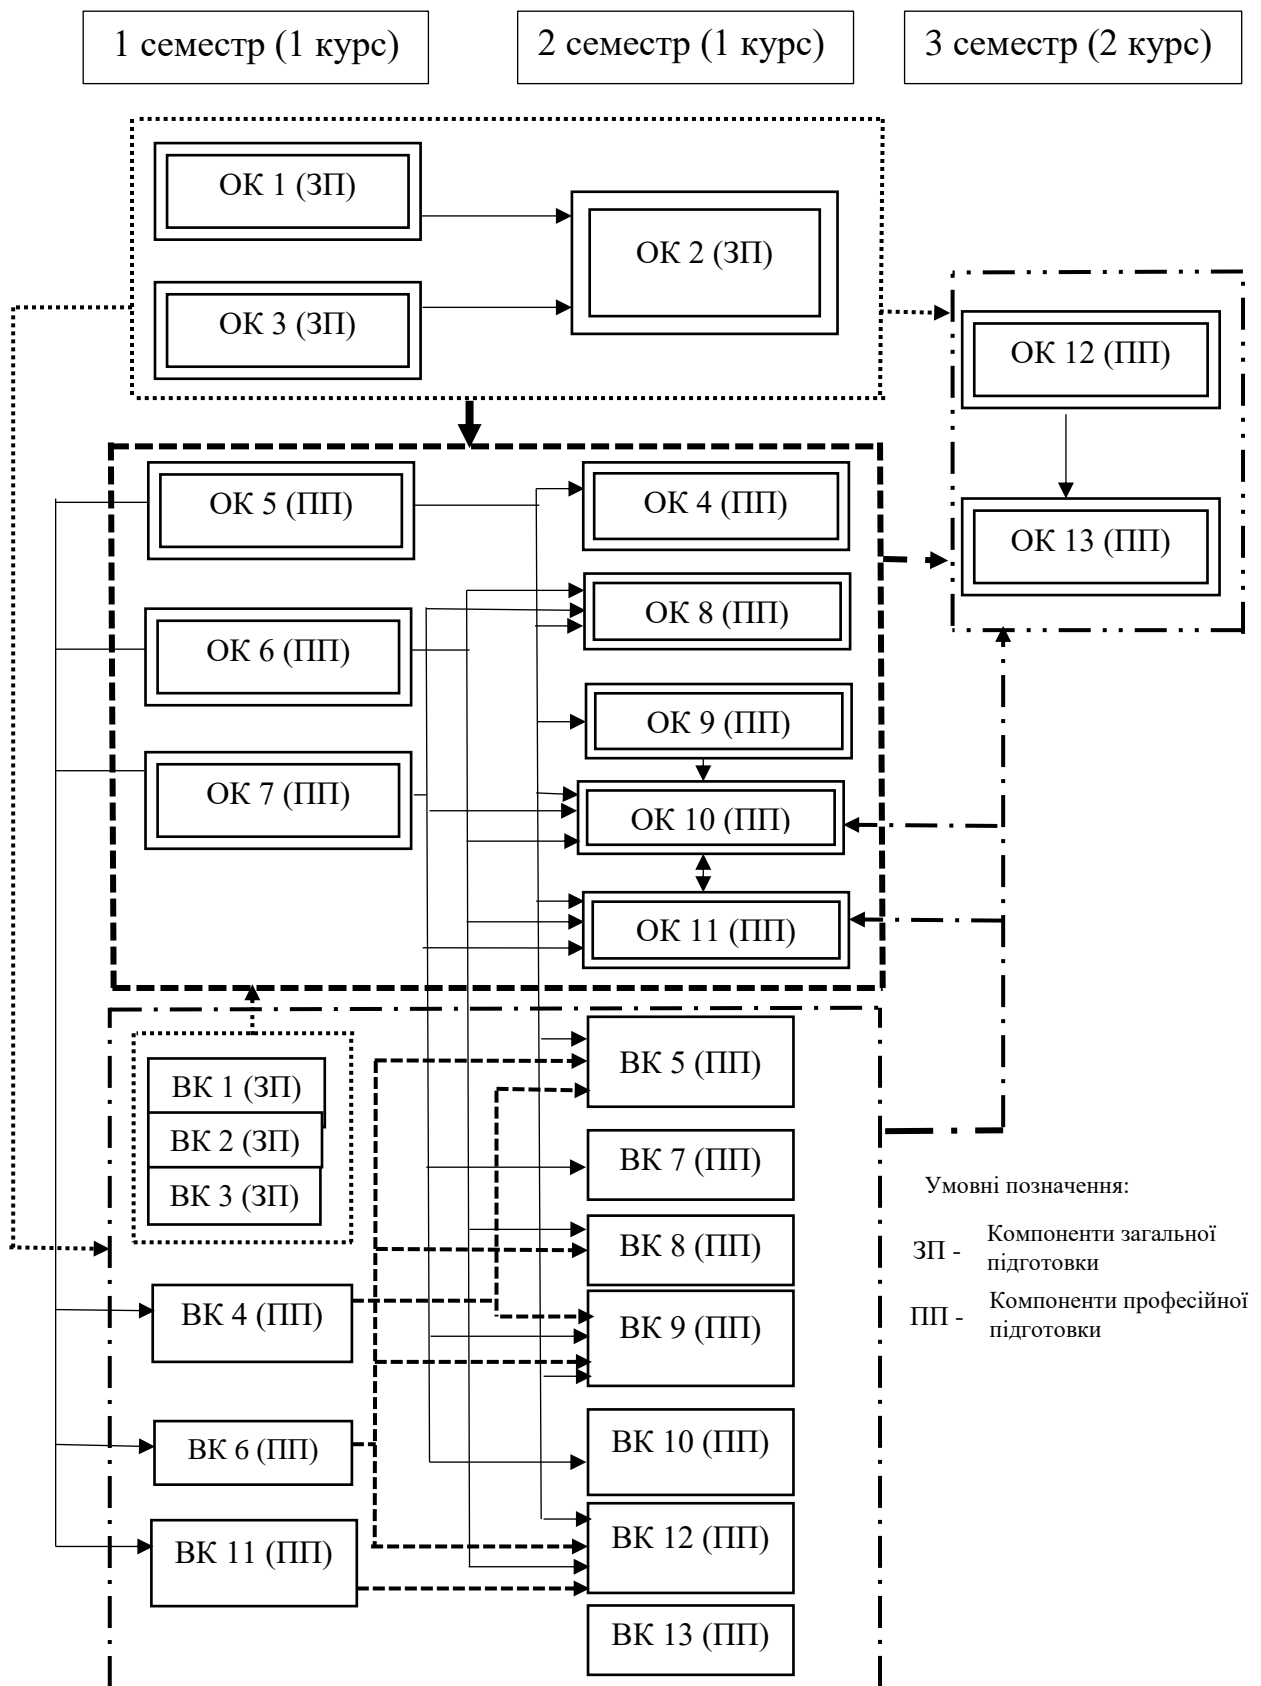 1 семестр (1 курс)
2 семестр (1 курс)
3 семестр (2 курс)
ОК 1 (ЗП)
ОК 2 (ЗП)
ОК 3 (ЗП)
ОК 12 (ПП)
ОК 13 (ПП)
ОК 5 (ПП)
ОК 4 (ПП)
ОК 8 (ПП)
ОК 6 (ПП)
ОК 9 (ПП)
ОК 7 (ПП)
ОК 10 (ПП)
ОК 11 (ПП)
ВК 1 (ЗП)
ВК 2 (ЗП)
ВК 3 (ЗП)
ВК 5 (ПП)
ВК 7 (ПП)
ВК 8 (ПП)
ВК 4 (ПП)
ВК 9 (ПП)
ВК 6 (ПП)
ВК 10 (ПП)
ВК 11 (ПП)
ВК 12 (ПП)
ВК 13 (ПП)
Умовні позначення:
ЗП - Компоненти загальної
підготовки
ПП - Компоненти професійної
підготовки